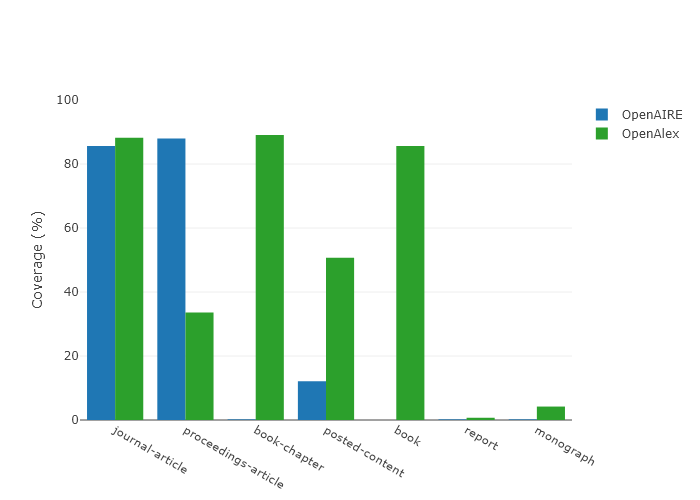 100
80
60
40
20
0
Coverage (%)
journal-article
proceedings-article
book-chapter
posted-content
book
report
monograph
OpenAIRE
OpenAlex